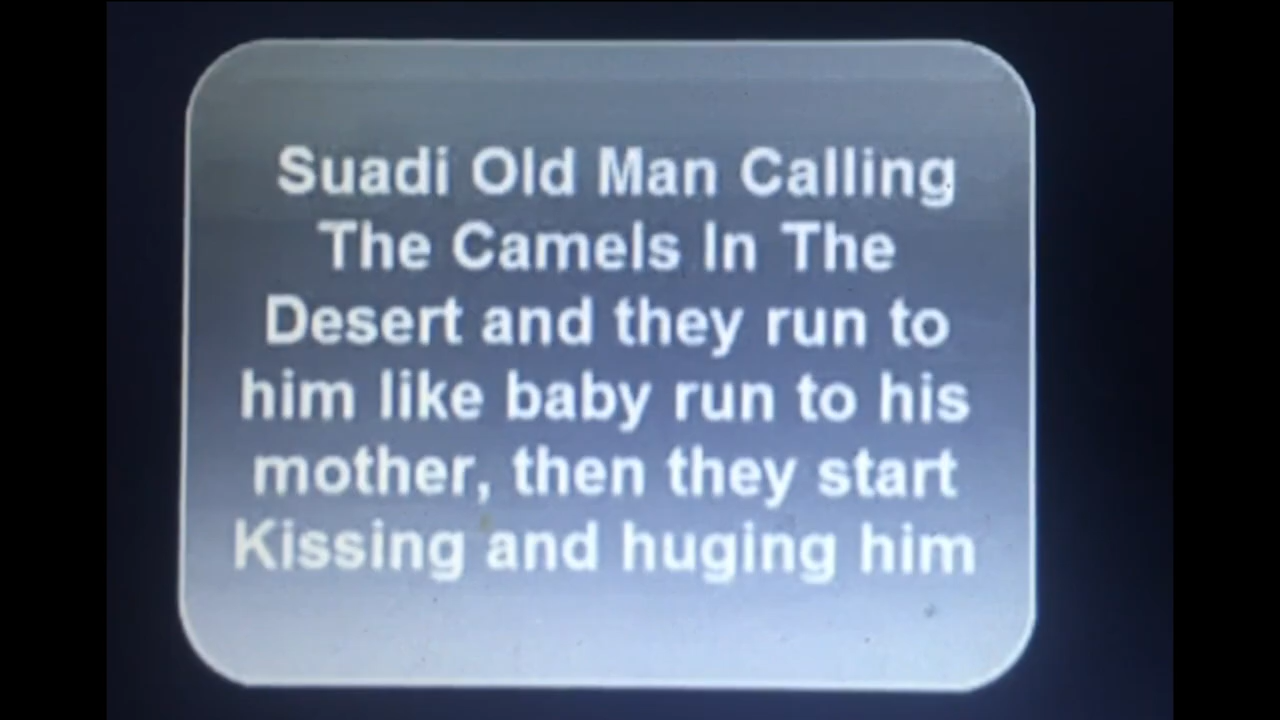 Suadi Old Man Calling
The Camels In The
Desert and they run to
him like baby run to his
mother, then they start
Kissing and huging him